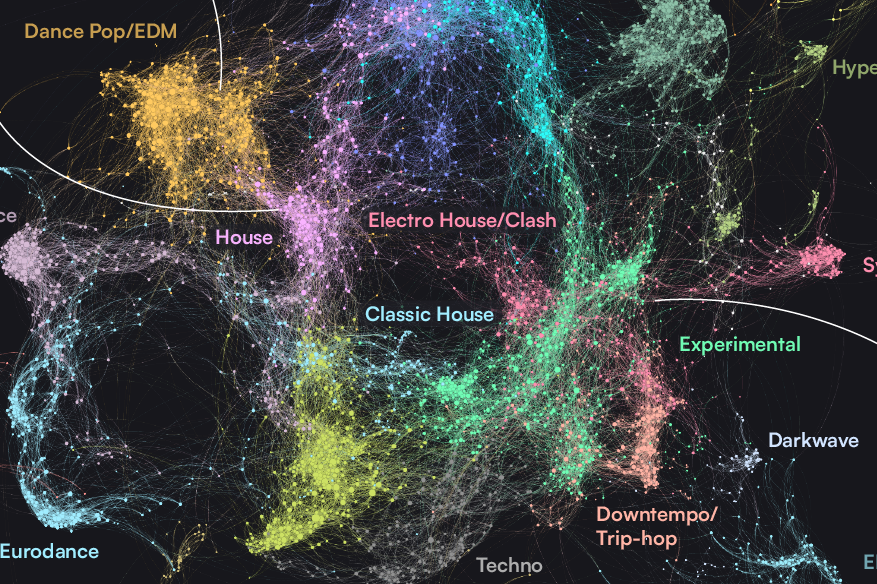 Dance Pop/EDM
Hype
ce
Electro House/Clash
House
Sy
Classic House
Experimental
Darkwave
Downtempo/
Trip-hop
Eurodance
Techno
El